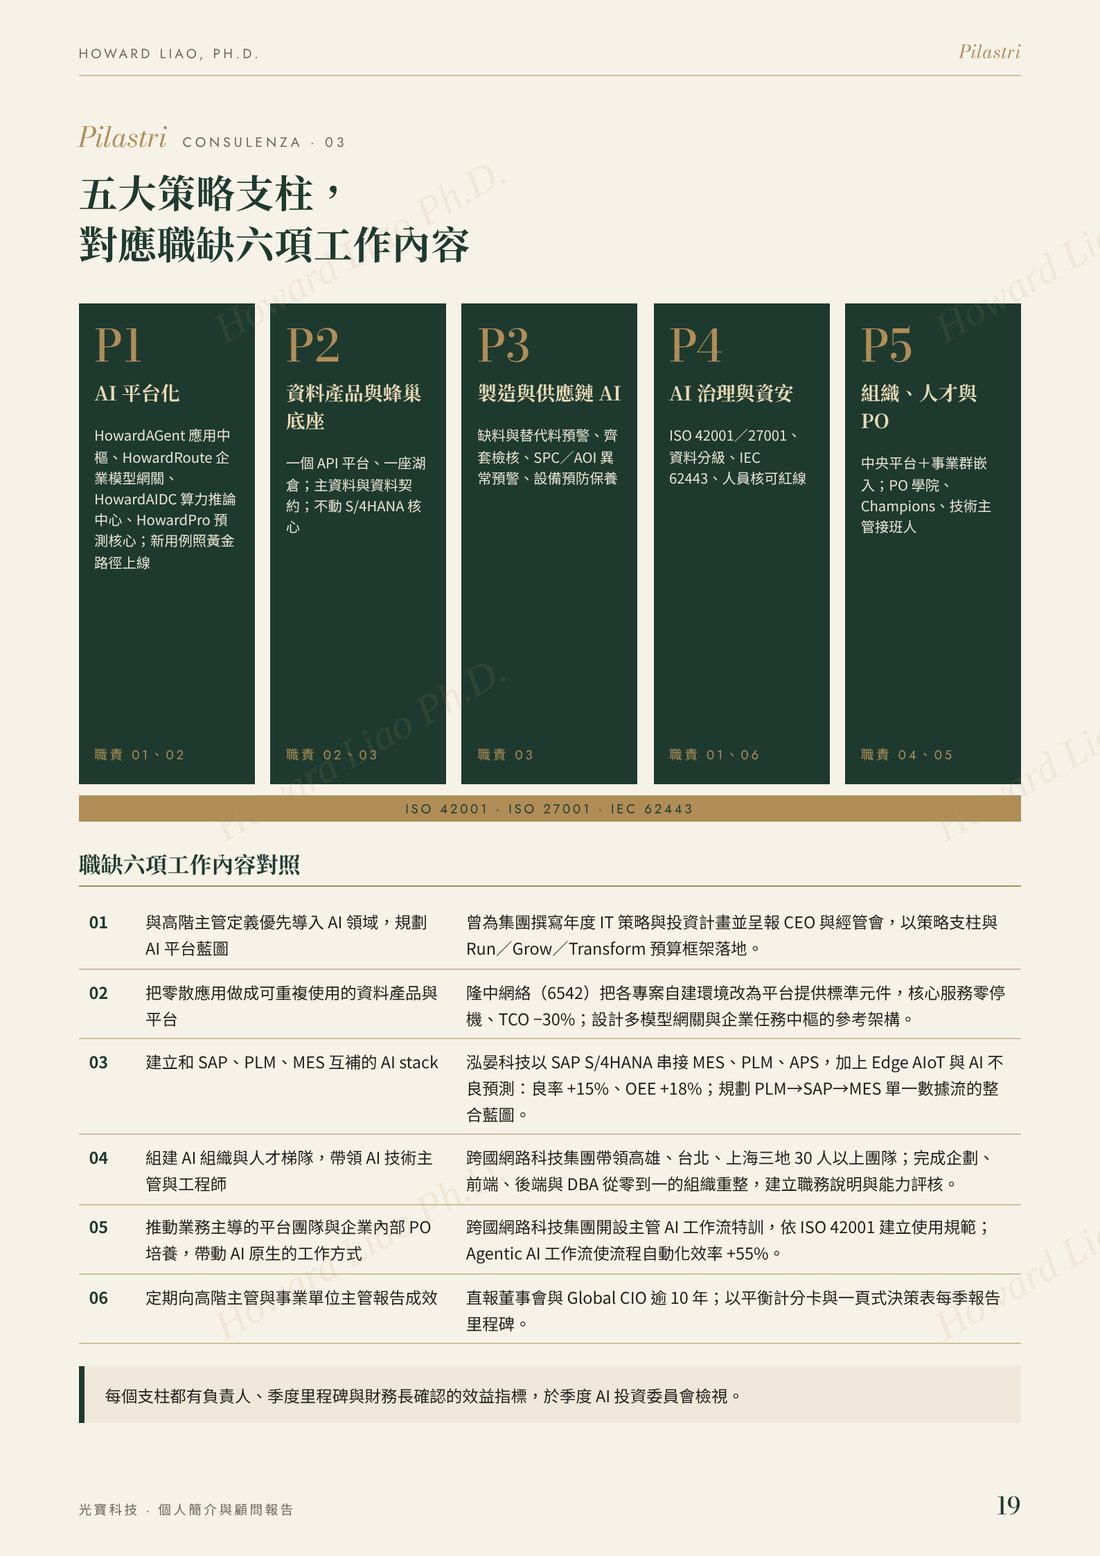 HOWARD LIAO, PH.D.
Pilastri
Pilastri CONSULENZA · 03
五大策略支柱，
對應職缺六項工作內容
P1
AI 平台化
HowardAGent 應用中
樞、HowardRoute 企
業模型網關、
HowardAIDC 算力推論
中心、HowardPro 預
測核心；新用例照黃金
路徑上線
職責 01、02
P2
資料產品與蜂巢
底座
一個 API 平台、一座湖
倉；主資料與資料契
約；不動 S/4HANA 核
心
職責 02、03
P3
製造與供應鏈 AI
缺料與替代料預警、齊
套檢核、SPC／AOI 異
常預警、設備預防保養
職責 03
P4
AI 治理與資安
ISO 42001／27001、
資料分級、IEC
62443、人員核可紅線
職責 01、06
P5
組織、人才與
PO
中央平台＋事業群嵌
入；PO 學院、
Champions、技術主
管接班人
職責 04、05
ISO 42001 · ISO 27001 · IEC 62443
職缺六項工作內容對照
01
與高階主管定義優先導入 AI 領域，規劃
AI 平台藍圖
曾為集團撰寫年度 IT 策略與投資計畫並呈報 CEO 與經管會，以策略支柱與
Run／Grow／Transform 預算框架落地。
02
把零散應用做成可重複使用的資料產品與
平台
隆中網絡（6542）把各專案自建環境改為平台提供標準元件，核心服務零停
機、TCO −30%；設計多模型網關與企業任務中樞的參考架構。
03
建立和 SAP、PLM、MES 互補的 AI stack
泓晏科技以 SAP S/4HANA 串接 MES、PLM、APS，加上 Edge AIoT 與 AI 不
良預測：良率 +15%、OEE +18%；規劃 PLM→SAP→MES 單一數據流的整
合藍圖。
04
組建 AI 組織與人才梯隊，帶領 AI 技術主
管與工程師
跨國網路科技集團帶領高雄、台北、上海三地 30 人以上團隊；完成企劃、
前端、後端與 DBA 從零到一的組織重整，建立職務說明與能力評核。
05
推動業務主導的平台團隊與企業內部 PO
培養，帶動 AI 原生的工作方式
跨國網路科技集團開設主管 AI 工作流特訓，依 ISO 42001 建立使用規範；
Agentic AI 工作流使流程自動化效率 +55%。
06
定期向高階主管與事業單位主管報告成效
直報董事會與 Global CIO 逾 10 年；以平衡計分卡與一頁式決策表每季報告
里程碑。
每個支柱都有負責人、季度里程碑與財務長確認的效益指標，於季度 AI 投資委員會檢視。
光寶科技 · 個人簡介與顧問報告
19
Howard Liao Ph.D.
Howard Liao Ph.D.
Howard Liao Ph.D.